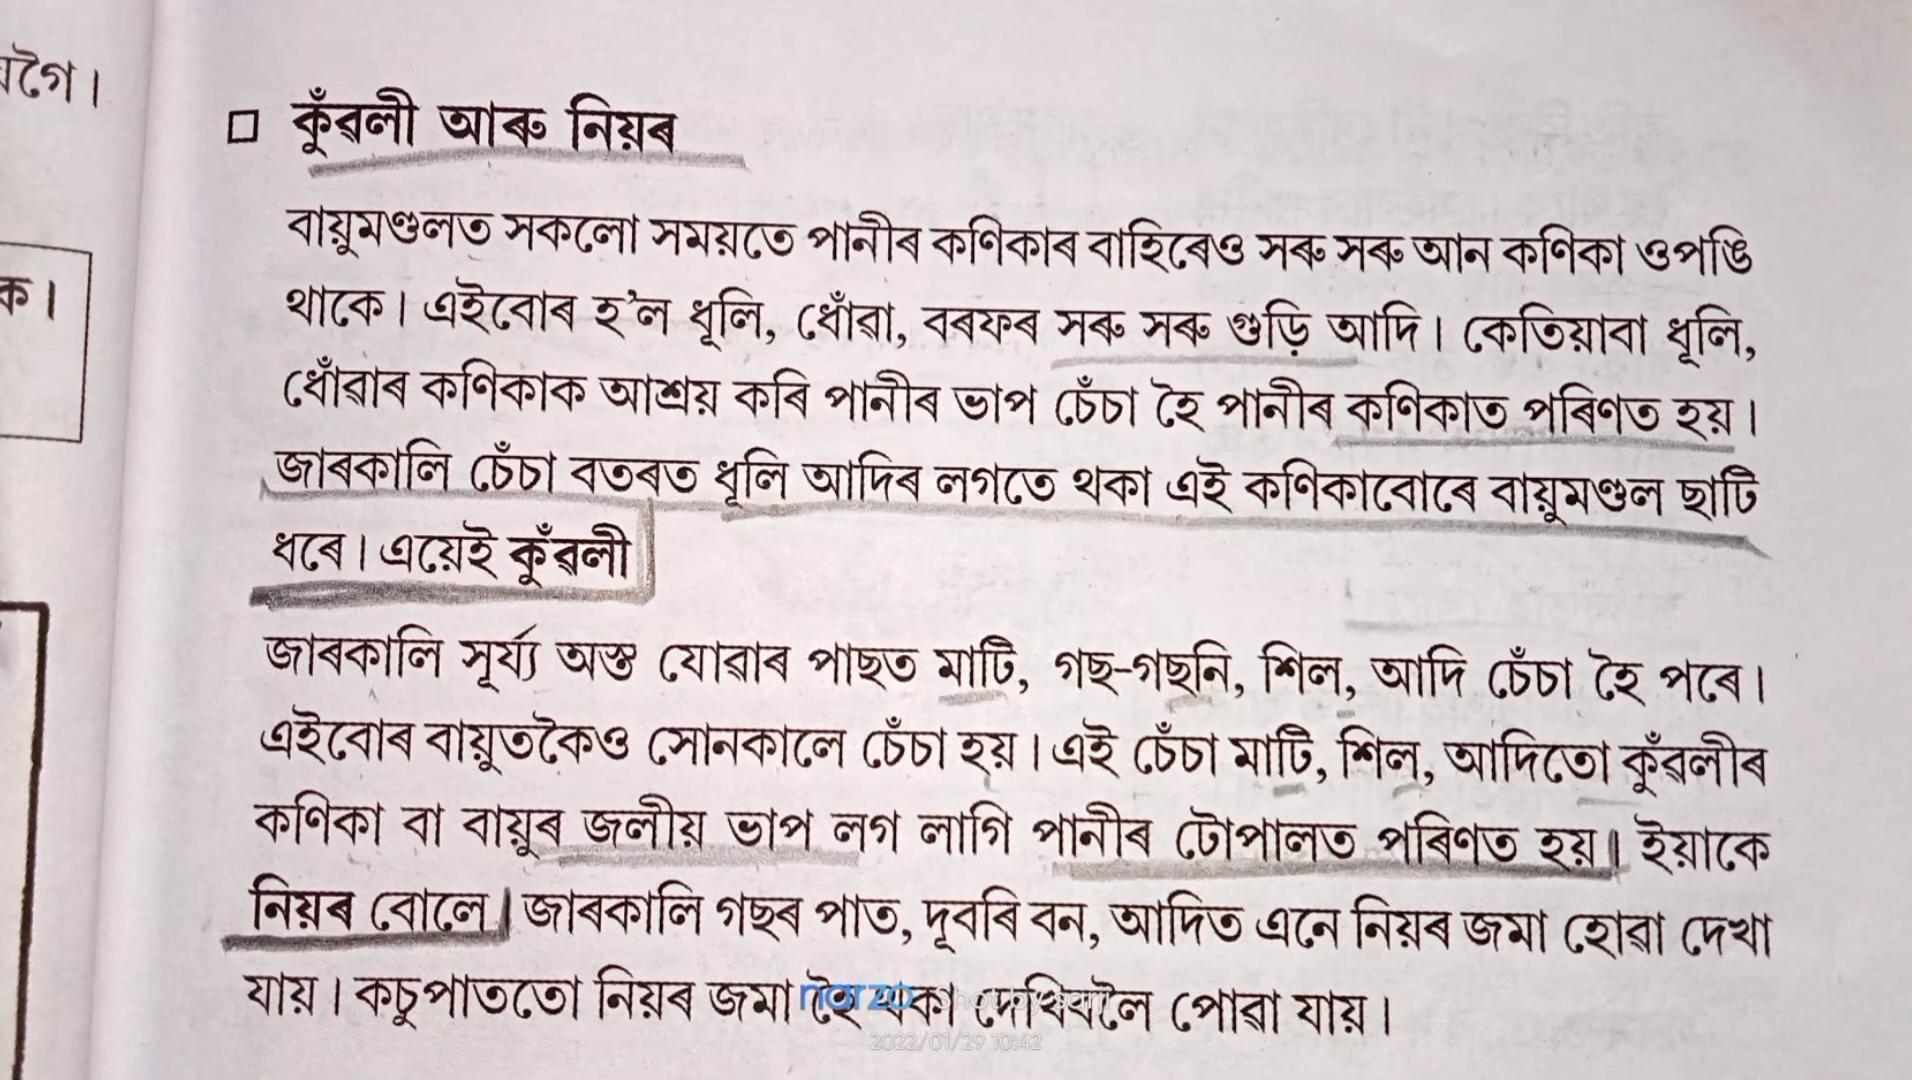 যগৈ।
ক।
□ কুঁৱলী আৰু নিয়ৰ
বায়ুমণ্ডলত সকলো সময়তে পানীৰ কণিকাৰ বাহিৰেও সৰু সৰু আন কণিকা ওপঙি
থাকে। এইবোৰ হ'ল ধূলি, ধোঁৱা, বৰফৰ সৰু সৰু গুড়ি আদি। কেতিয়াবা ধূলি,
ধোঁৱাৰ কণিকাক আশ্ৰয় কৰি পানীৰ ভাপ চেঁচা হৈ পানীৰ কণিকাত পৰিণত হয়।
জাৰকালি চেঁচা বতৰত ধূলি আদিৰ লগতে থকা এই কণিকাবোৰে বায়ুমণ্ডল ছাটি
ধৰে। এয়েই কুঁৱলী
জাৰকালি সূৰ্য্য অস্ত যোৱাৰ পাছত মাটি, গছ-গছনি, শিল, আদি চেঁচা হৈ পৰে।
এইবোৰ বায়ুতকৈও সোনকালে চেঁচা হয়। এই চেঁচা মাটি, শিল, আদিতো কুঁৱলীৰ
কণিকা বা বায়ুৰ জলীয় ভাপ লগ লাগি পানীৰ টোপালত পৰিণত হয়। ইয়াকে
নিয়ৰ বোলে। জাৰকালি গছৰ পাত, দূবৰি বন, আদিত এনে নিয়ৰ জমা হোৱা দেখা
যায়। কচুপাততো নিয়ৰ জমা হৈ থকা দেখিবলৈ পোৱা যায়।
narzo Shot by
2022/01/29 10:42